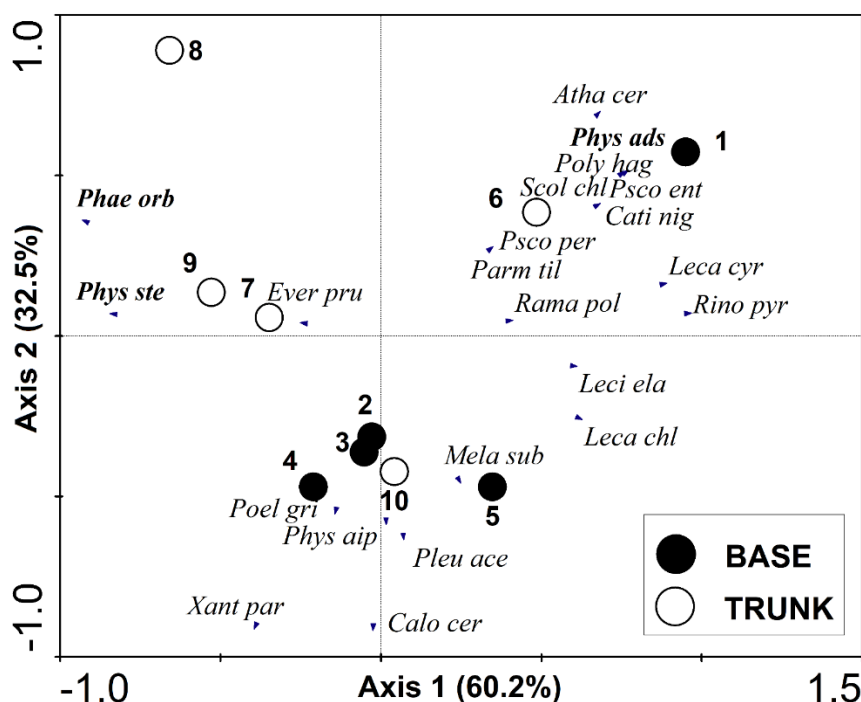 1.0
8
Atha cer
Phys ads
1
Poly hag
Scol chl
Psco ent
6
Cati nig
Phae orb
Psco per
9
Parm til
Leca cyr
7
Ever pru
Phys ste
Rama pol
Rino pyr
Axis 2 (32.5%)
Leci ela
2
Leca chl
3
Mela sub
4
10
5
Poel gri
Phys aip
Pleu ace
BASE
TRUNK
Xant par
Calo cer
-1.0
-1.0
Axis 1 (60.2%)
1.5